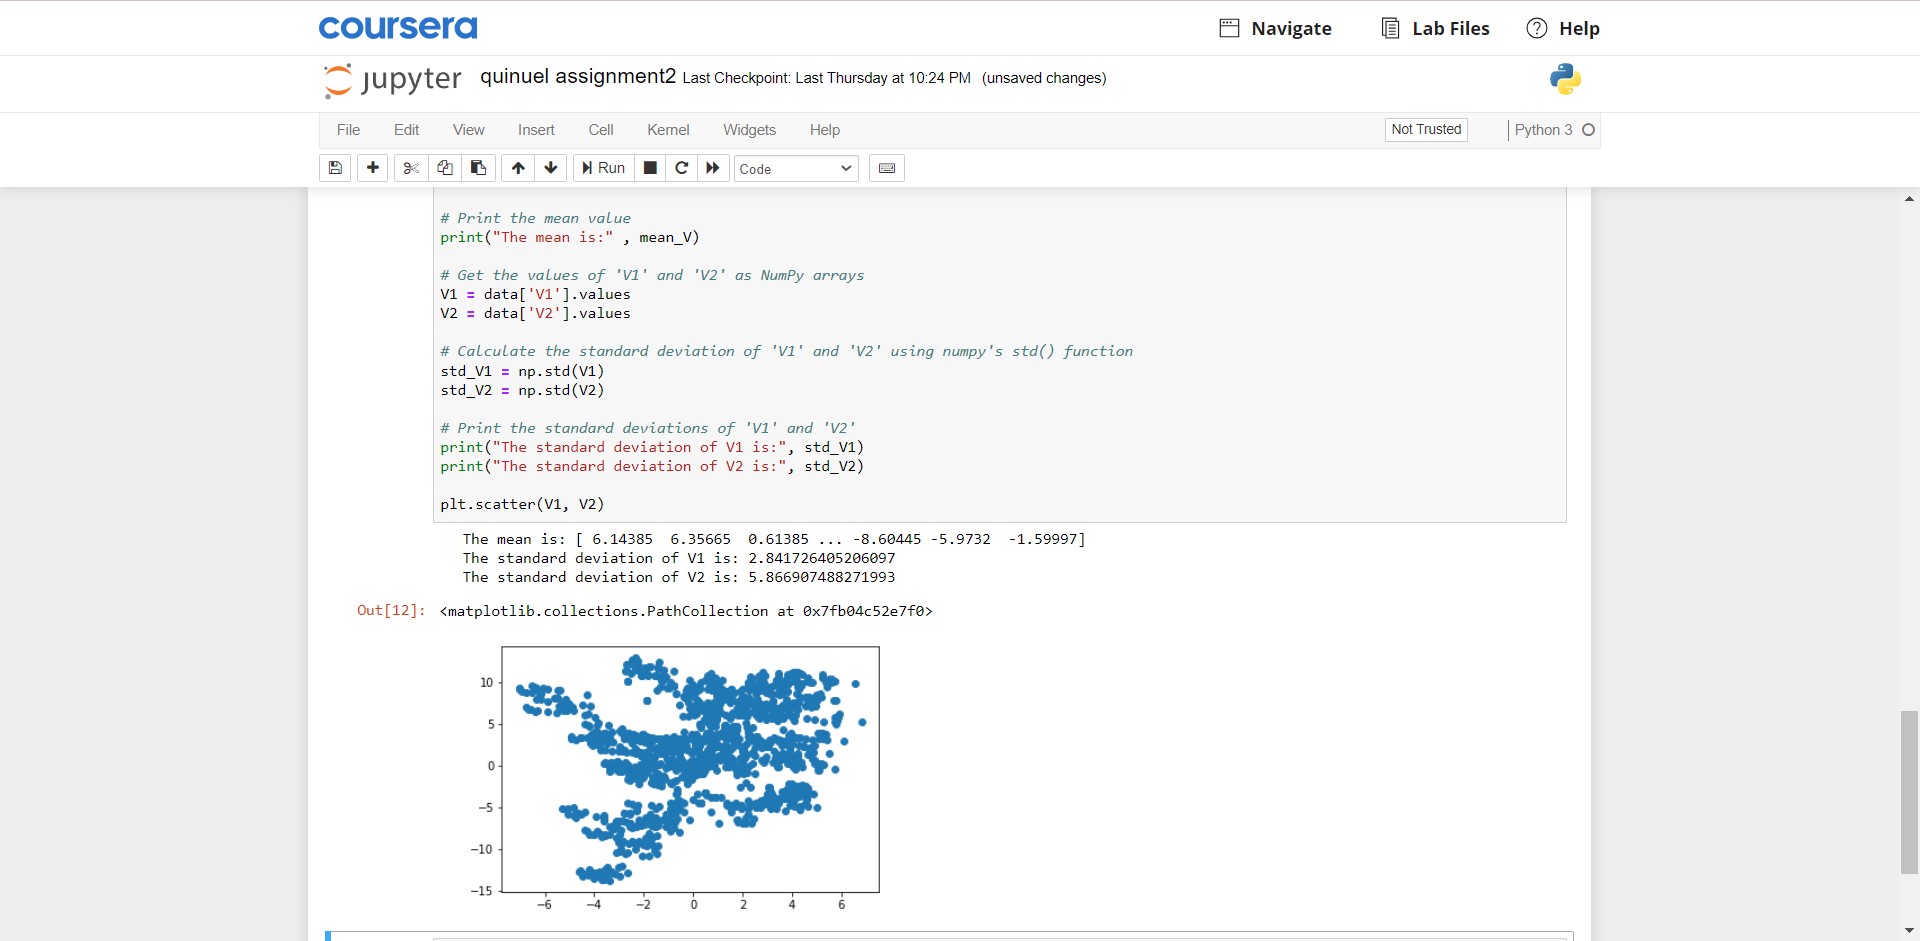 coursera
Navigate
Lab Files
Help
jupyter quinuel assignment2 Last Checkpoint: Last Thursday at 10:24 PM (unsaved changes)
File Edit View Insert Cell Kernel Widgets Help
Not Trusted
Python 3
Run
Code
# Print the mean value
print("The mean is:" , mean_V)
# Get the values of 'V1' and 'V2' as NumPy arrays
V1 = data['V1'].values
V2 = data['V2'].values
# Calculate the standard deviation of 'V1' and 'V2' using numpy's std() function
std_V1 = np.std(V1)
std_V2 = np.std(V2)
# Print the standard deviations of 'V1' and 'V2'
print("The standard deviation of V1 is:", std_V1)
print("The standard deviation of V2 is:", std_V2)
plt.scatter(V1, V2)
The mean is: [ 6.14385  6.35665  0.61385 ... -8.60445 -5.9732  -1.59997]
The standard deviation of V1 is: 2.841726405206097
The standard deviation of V2 is: 5.866907488271993
Out[12]: <matplotlib.collections.PathCollection at 0x7fb04c52e7f0>
10
5
0
−5
−10
−15
−6 −4 −2 0 2 4 6